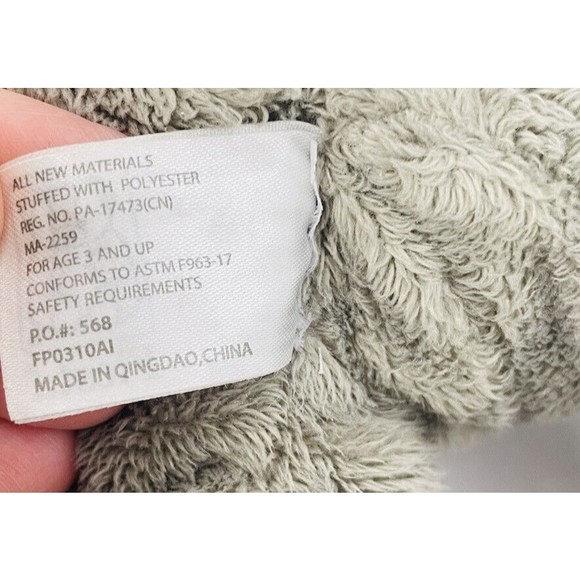 ALL NEW MATERIALS
STUFFED WITH POLYESTER
REG. NO. PA-17473(CN)
MA-2259
FOR AGE 3 AND UP
CONFORMS TO ASTM F963-17
SAFETY REQUIREMENTS
P.O.#: 568
FP0310AI
MADE IN QINGDAO,CHINA